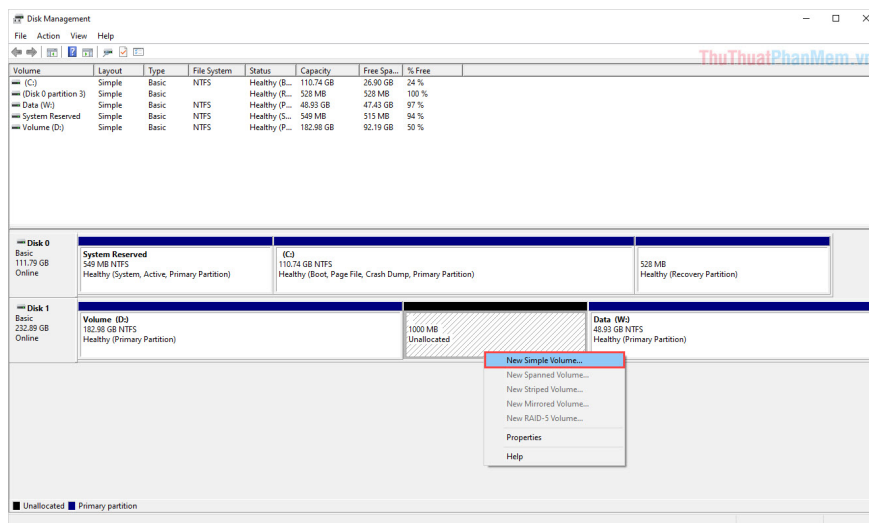 Disk Management
File Action View Help
ThuThuatPhanMem.vn
Volume Layout Type File System Status Capacity Free Spa... % Free
(C:) Simple Basic NTFS Healthy (B... 110.74 GB 26.90 GB 24 %
(Disk 0 partition 3) Simple Basic Healthy (R... 528 MB 528 MB 100 %
Data (W:) Simple Basic NTFS Healthy (P... 48.93 GB 47.43 GB 97 %
System Reserved Simple Basic NTFS Healthy (S... 549 MB 515 MB 94 %
Volume (D:) Simple Basic NTFS Healthy (P... 182.98 GB 92.19 GB 50 %
Disk 0
Basic
111.79 GB
Online
System Reserved
549 MB NTFS
Healthy (System, Active, Primary Partition)
(C:)
110.74 GB NTFS
Healthy (Boot, Page File, Crash Dump, Primary Partition)
528 MB
Healthy (Recovery Partition)
Disk 1
Basic
232.89 GB
Online
Volume (D:)
182.98 GB NTFS
Healthy (Primary Partition)
1000 MB
Unallocated
Data (W:)
48.93 GB NTFS
Healthy (Primary Partition)
New Simple Volume...
New Spanned Volume...
New Striped Volume...
New Mirrored Volume...
New RAID-5 Volume...
Properties
Help
Unallocated Primary partition